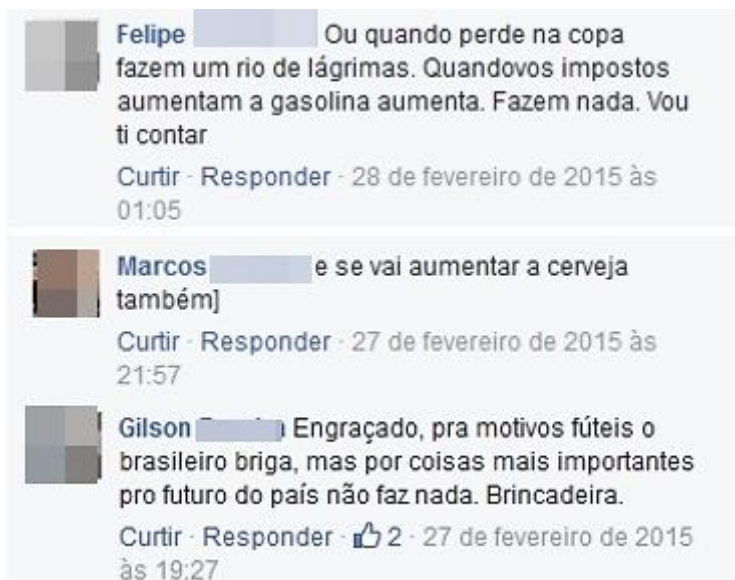 Felipe Ou quando perde na copa
fazem um rio de lágrimas. Quandovos impostos
aumentam a gasolina aumenta. Fazem nada. Vou
ti contar
Curtir · Responder · 28 de fevereiro de 2015 às
01:05
Marcos e se vai aumentar a cerveja
também]
Curtir · Responder · 27 de fevereiro de 2015 às
21:57
Gilson Engraçado, pra motivos fúteis o
brasileiro briga, mas por coisas mais importantes
pro futuro do país não faz nada. Brincadeira.
Curtir · Responder · 2 · 27 de fevereiro de 2015
às 19:27